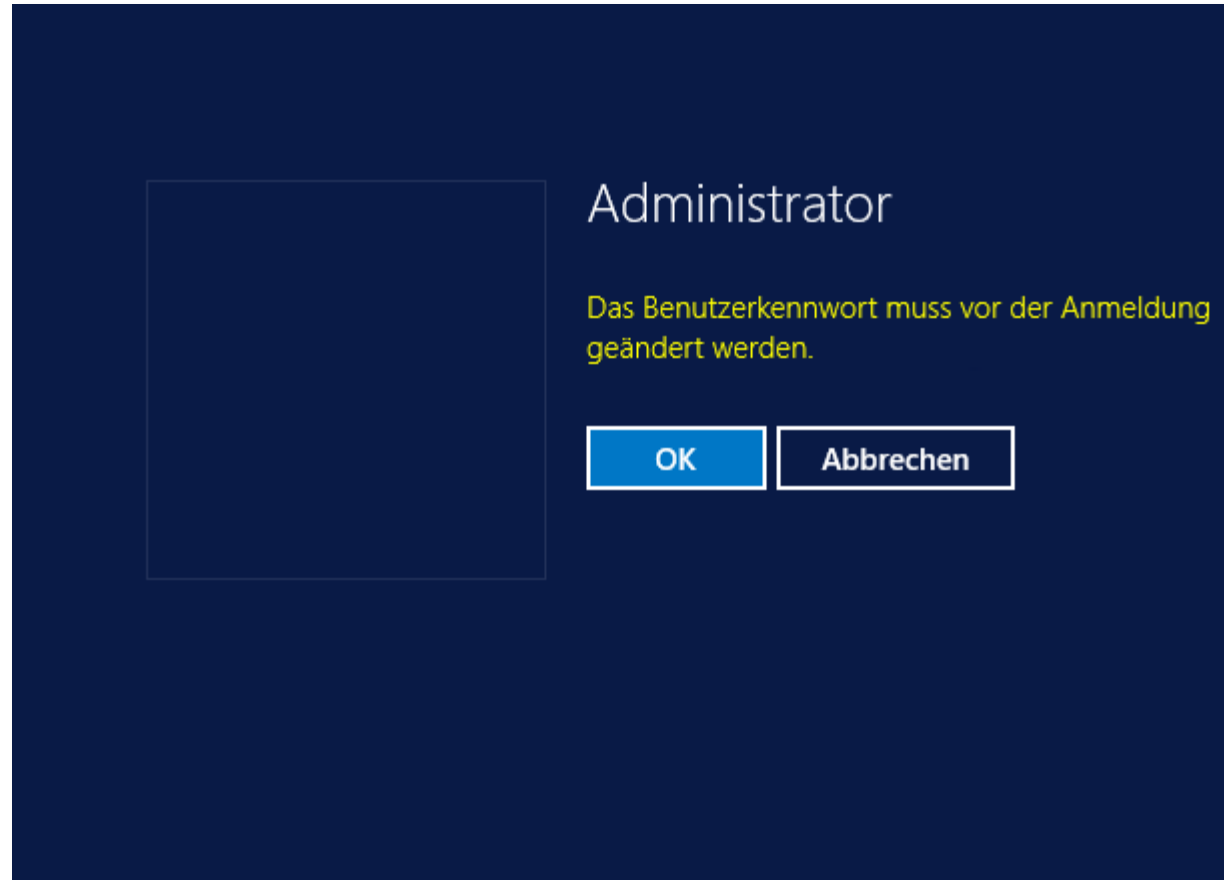 Administrator
Das Benutzerkennwort muss vor der Anmeldung
geändert werden.
OK
Abbrechen